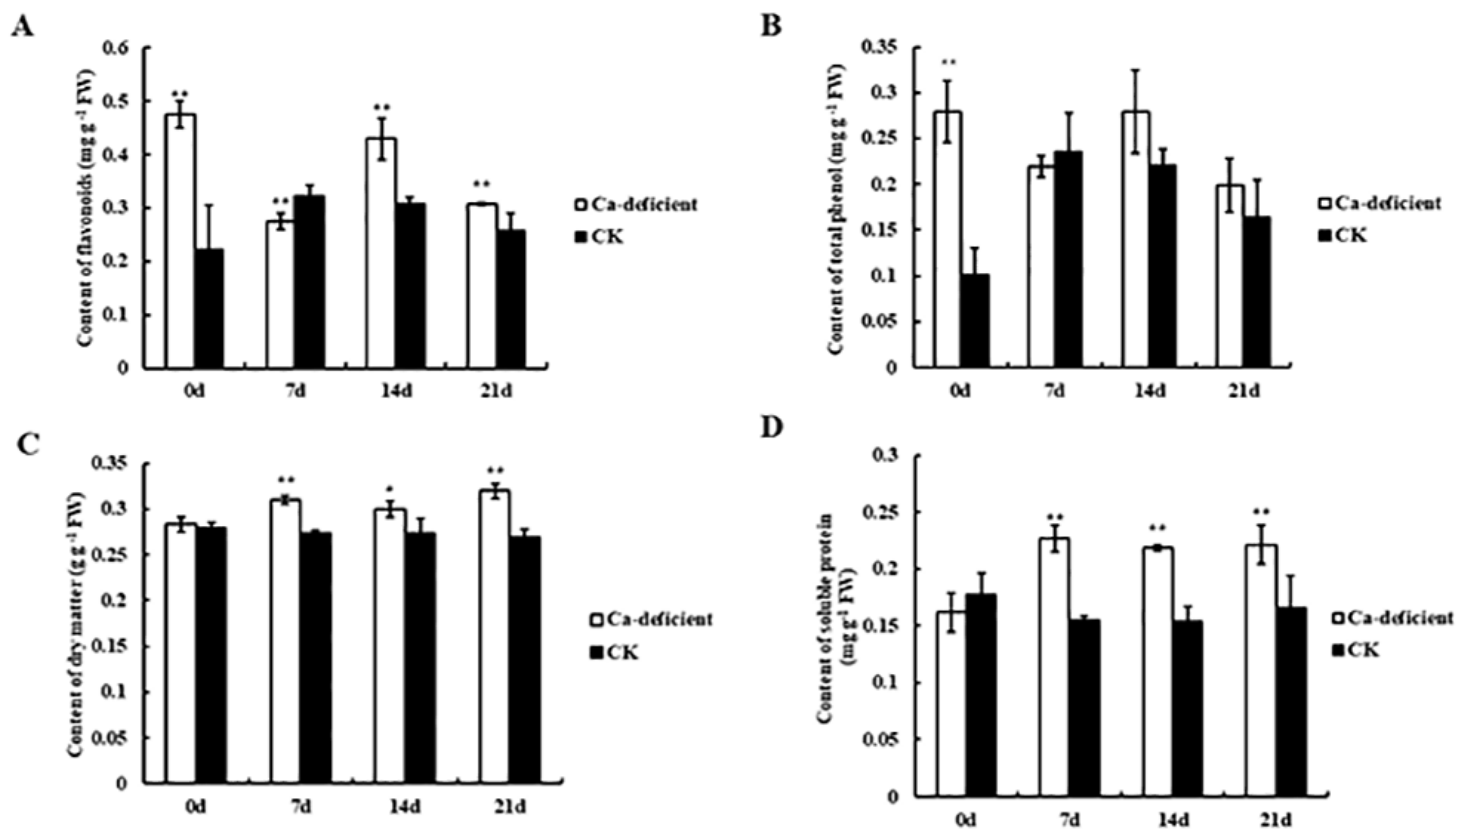 A
Content of flavonoids (mg g-1 FW)
0.6
0.5
0.4
0.3
0.2
0.1
0
**
**
**
**
0d
7d
14d
21d
Ca-deficient
CK
B
Content of total phenol (mg g-1 FW)
0.35
0.3
0.25
0.2
0.15
0.1
0.05
0
**
0d
7d
14d
21d
Ca-deficient
CK
C
Content of dry matter (g g-1 FW)
0.35
0.3
0.25
0.2
0.15
0.1
0.05
0
**
*
**
0d
7d
14d
21d
Ca-deficient
CK
D
Content of soluble protein
(mg g-1 FW)
0.3
0.25
0.2
0.15
0.1
0.05
0
**
**
**
0d
7d
14d
21d
Ca-deficient
CK